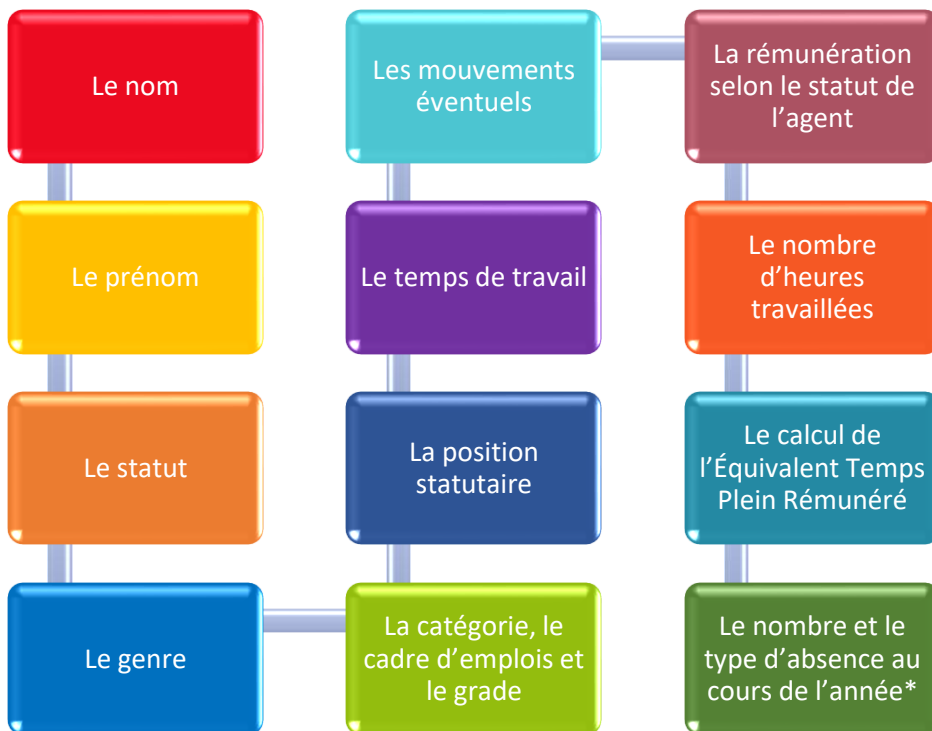 Le nom
Le prénom
Le statut
Le genre
La catégorie, le
cadre d'emplois et
le grade
La position
statutaire
Le temps de travail
Les mouvements
éventuels
La rémunération
selon le statut de
l'agent
Le nombre
d'heures
travaillées
Le calcul de
l'Équivalent Temps
Plein Rémunéré
Le nombre et le
type d'absence au
cours de l'année*